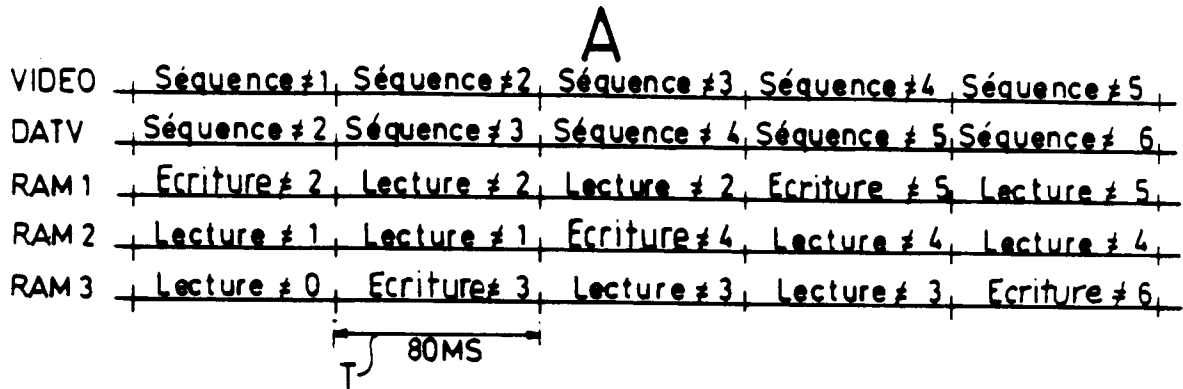 A
VIDEO Séquence ≠1 Séquence ≠2 Séquence ≠3 Séquence ≠4 Séquence ≠5
DATV Séquence ≠ 2 Séquence ≠ 3 Séquence ≠ 4 Séquence ≠ 5 Séquence ≠ 6
RAM 1 Ecriture ≠ 2 Lecture ≠ 2 Lecture ≠ 2 Ecriture ≠ 5 Lecture ≠ 5
RAM 2 Lecture ≠ 1 Lecture ≠ 1 Ecriture ≠ 4 Lecture ≠ 4 Lecture ≠ 4
RAM 3 Lecture ≠ 0 Ecriture ≠ 3 Lecture ≠ 3 Lecture ≠ 3 Ecriture ≠ 6
80MS
T